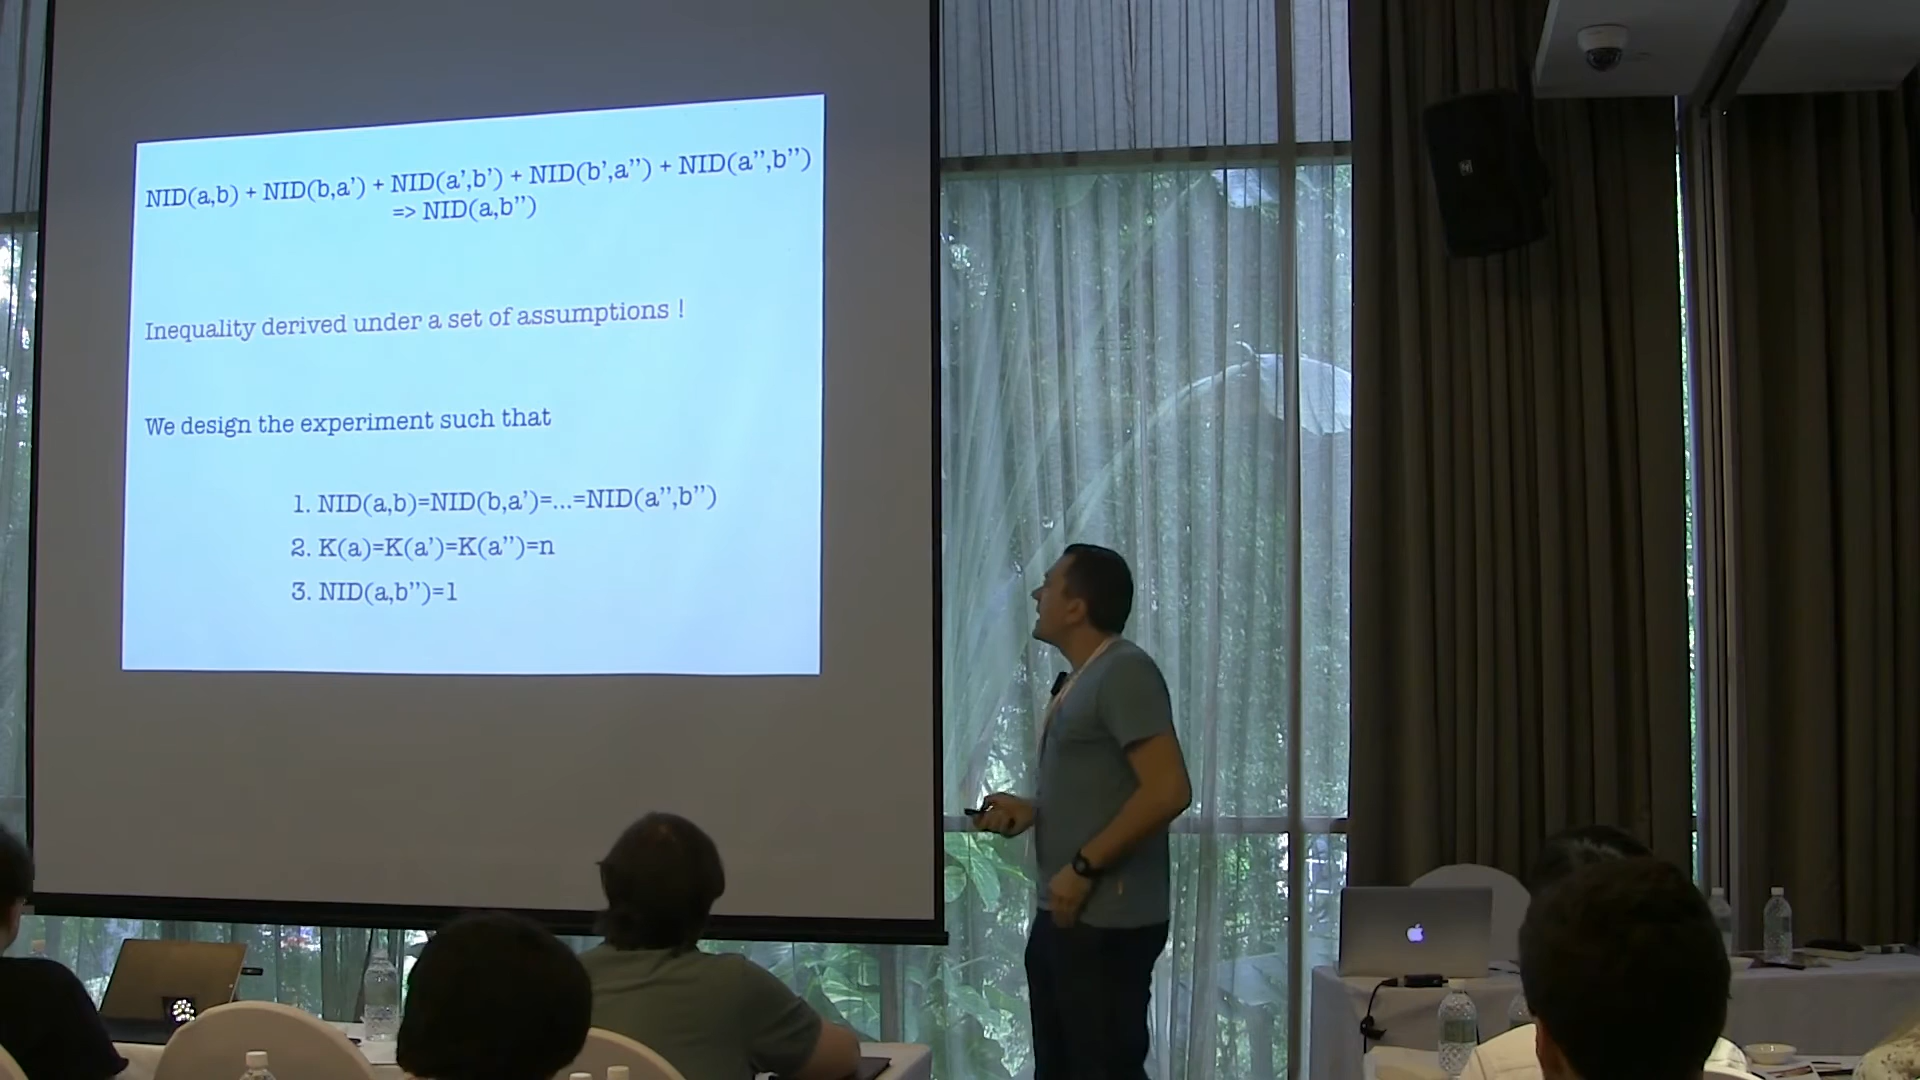 NID(a,b) + NID(b,a’) + NID(a’,b’) + NID(b’,a’’) + NID(a’’,b’’)
=> NID(a,b’’)
Inequality derived under a set of assumptions !
We design the experiment such that
1. NID(a,b)=NID(b,a’)=...=NID(a’’,b’’)
2. K(a)=K(a’)=K(a’’)=n
3. NID(a,b’’)=1